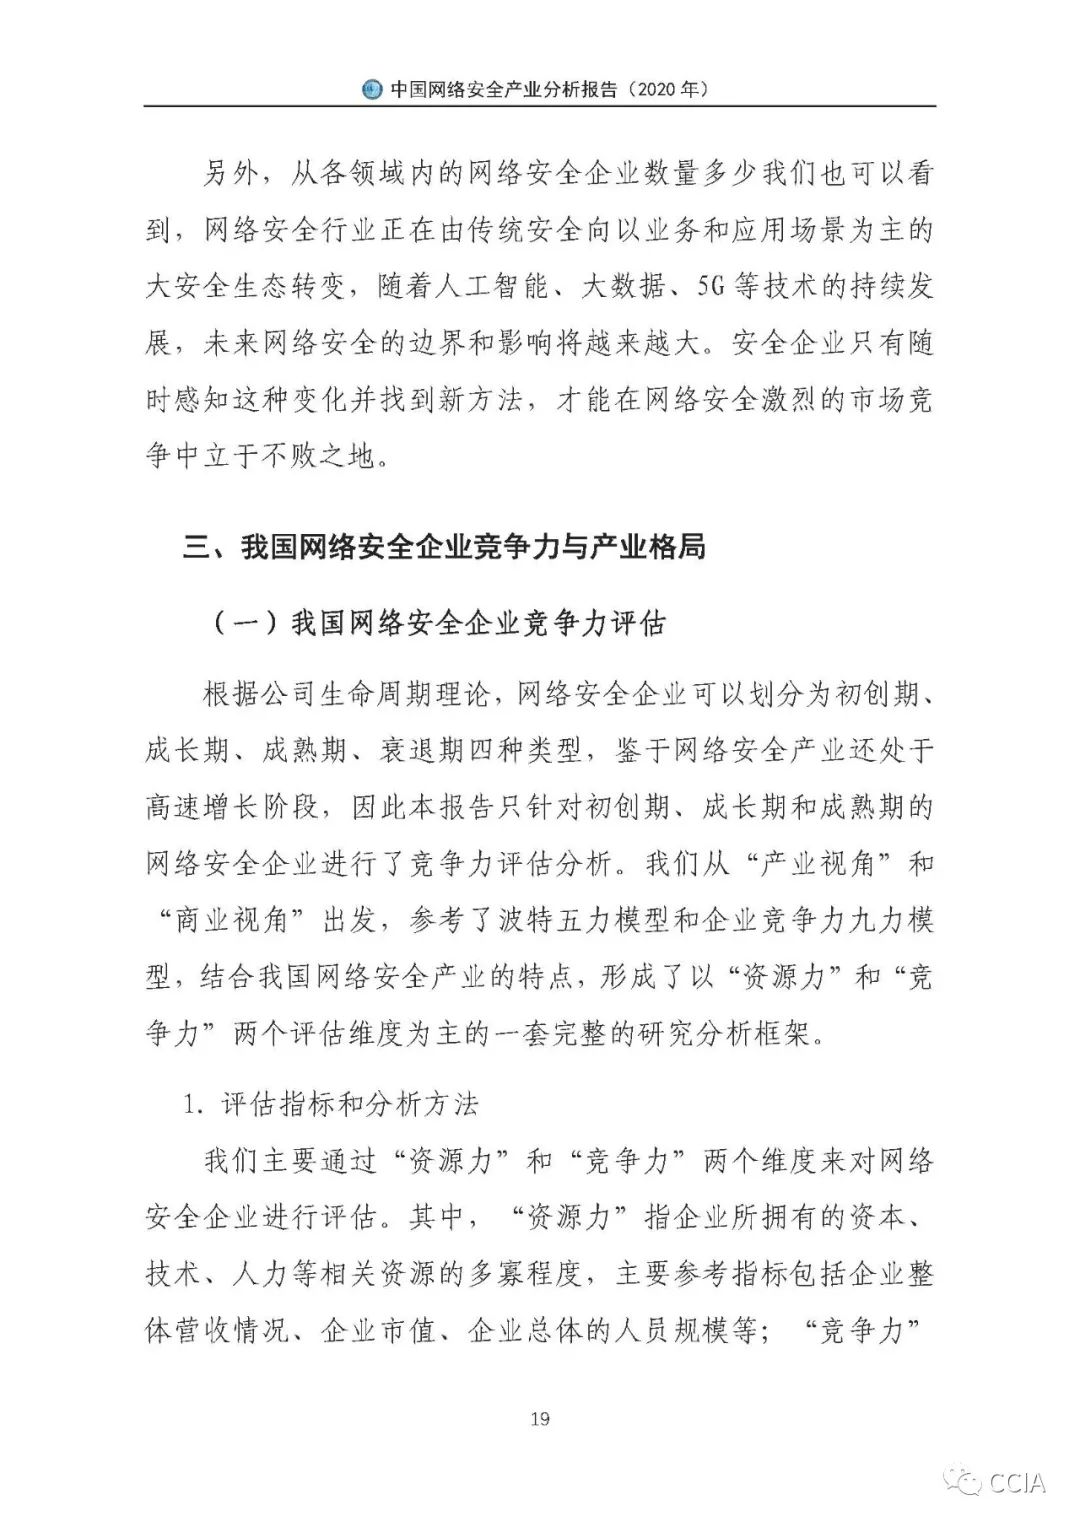 中国网络安全产业分析报告（2020 年）
另外，从各领域内的网络安全企业数量多少我们也可以看
到，网络安全行业正在由传统安全向以业务和应用场景为主的
大安全生态转变，随着人工智能、大数据、5G 等技术的持续发
展，未来网络安全的边界和影响将越来越大。安全企业只有随
时感知这种变化并找到新方法，才能在网络安全激烈的市场竞
争中立于不败之地。
三、我国网络安全企业竞争力与产业格局
（一）我国网络安全企业竞争力评估
根据公司生命周期理论，网络安全企业可以划分为初创期、
成长期、成熟期、衰退期四种类型，鉴于网络安全产业还处于
高速增长阶段，因此本报告只针对初创期、成长期和成熟期的
网络安全企业进行了竞争力评估分析。我们从“产业视角”和
“商业视角”出发，参考了波特五力模型和企业竞争力九力模
型，结合我国网络安全产业的特点，形成了以“资源力”和“竞
争力”两个评估维度为主的一套完整的研究分析框架。
1. 评估指标和分析方法
我们主要通过“资源力”和“竞争力”两个维度来对网络
安全企业进行评估。其中，“资源力”指企业所拥有的资本、
技术、人力等相关资源的多寡程度，主要参考指标包括企业整
体营收情况、企业市值、企业总体的人员规模等；“竞争力”
19
CCIA